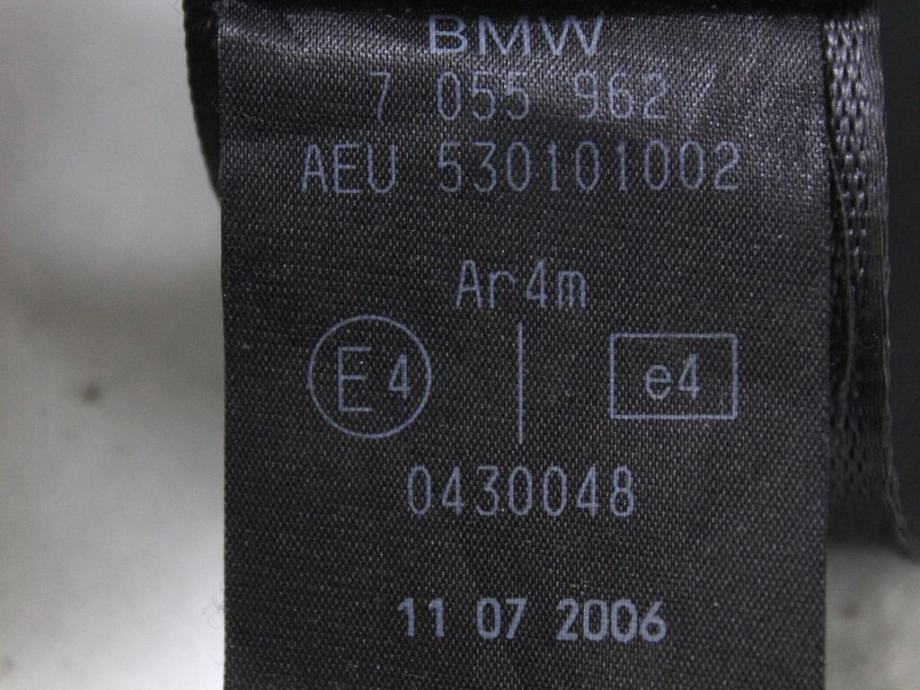 BMW
7 055 962
AEU 530101002
Ar4m
E4 e4
0430048
11 07 2006